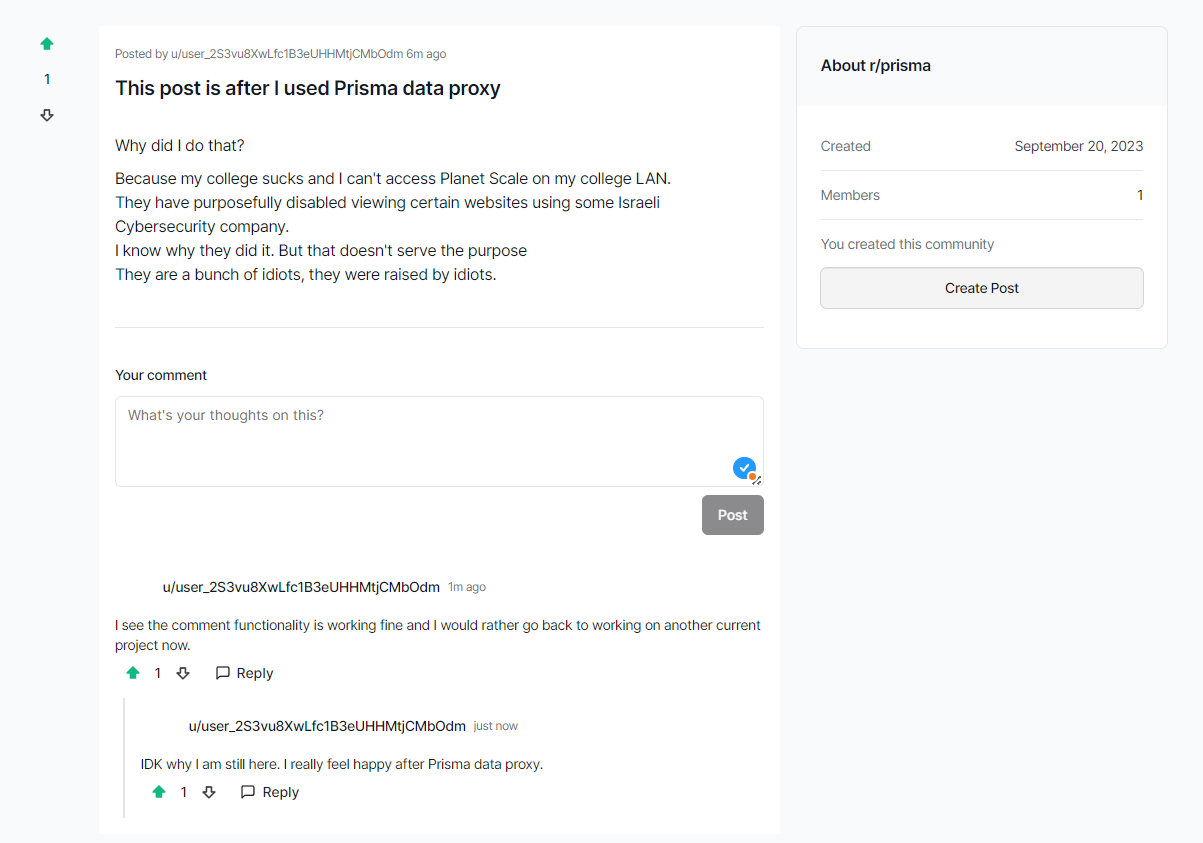 Posted by u/user_2S3vu8XwLfc1B3eUHHMtjCMbOdm 6m ago
1
This post is after I used Prisma data proxy
Why did I do that?
Because my college sucks and I can't access Planet Scale on my college LAN.
They have purposefully disabled viewing certain websites using some Israeli
Cybersecurity company.
I know why they did it. But that doesn't serve the purpose
They are a bunch of idiots, they were raised by idiots.
Your comment
What's your thoughts on this?
Post
u/user_2S3vu8XwLfc1B3eUHHMtjCMbOdm 1m ago
I see the comment functionality is working fine and I would rather go back to working on another current
project now.
1 Reply
u/user_2S3vu8XwLfc1B3eUHHMtjCMbOdm just now
IDK why I am still here. I really feel happy after Prisma data proxy.
1 Reply
About r/prisma
Created September 20, 2023
Members 1
You created this community
Create Post